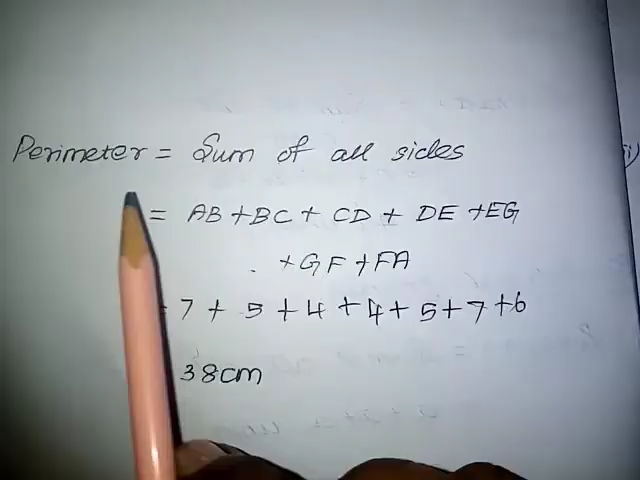 Perimeter = Sum of all sides
= AB + BC + CD + DE + EG
+ GF + FA
7 + 5 + 4 + 4 + 5 + 7 + 6
38cm
i)